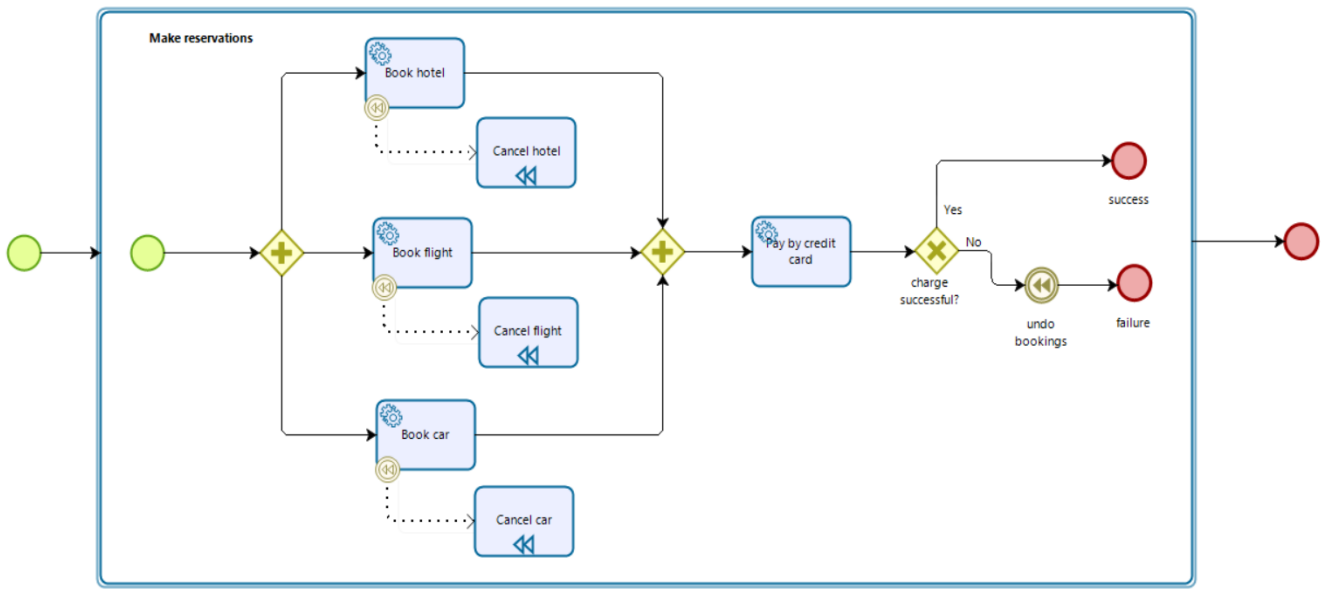 Make reservations
Book hotel
Cancel hotel
Book flight
Cancel flight
Book car
Cancel car
Pay by credit
card
charge
successful?
Yes
No
success
undo
bookings
failure